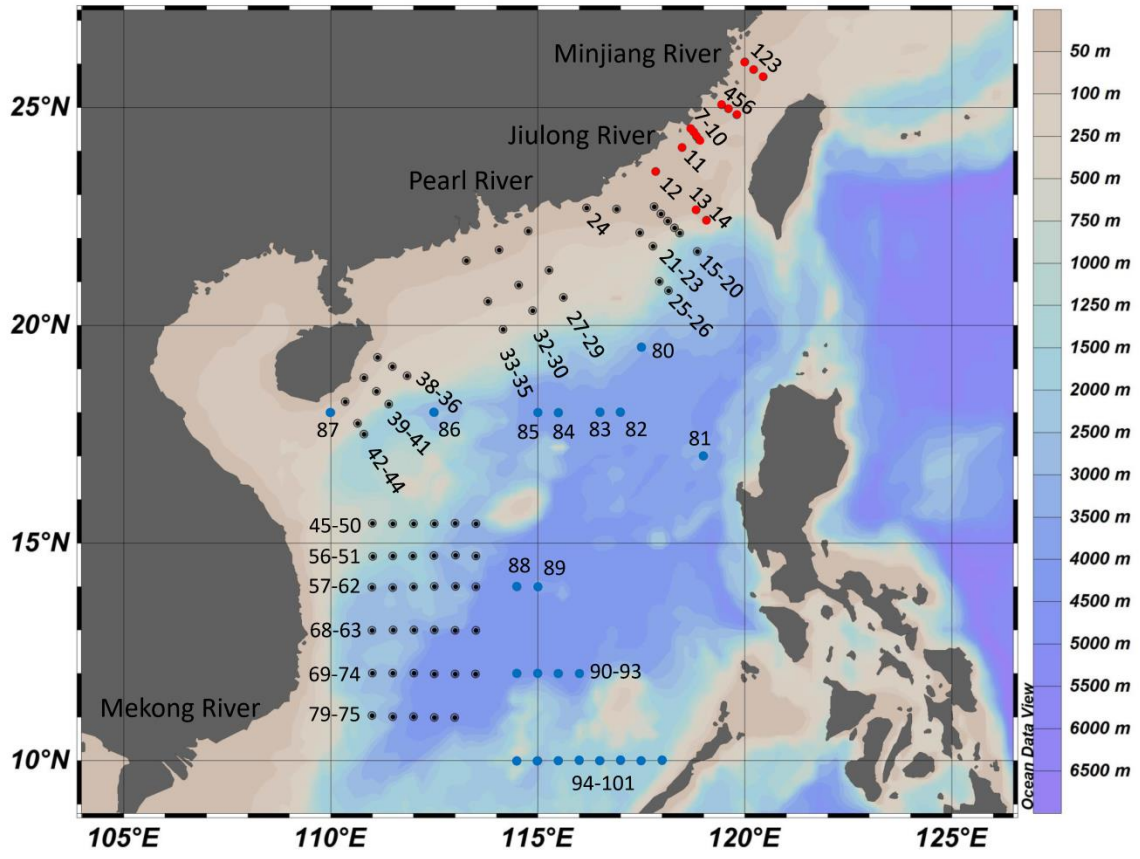 Minjiang River
123
456
Jiulong River
7-10
11
Pearl River
12
13
14
24
15-20
21-23
25-26
27-29
32-30
33-35
80
38-36
39-41
42-44
87
86
85
84
83
82
81
45-50
56-51
57-62
88
89
68-63
69-74
90-93
79-75
Mekong River
94-101
25°N
20°N
15°N
10°N
105°E
110°E
115°E
120°E
125°E
50 m
100 m
250 m
500 m
750 m
1000 m
1250 m
1500 m
2000 m
2500 m
3000 m
3500 m
4000 m
4500 m
5000 m
5500 m
6000 m
6500 m
Ocean Data View